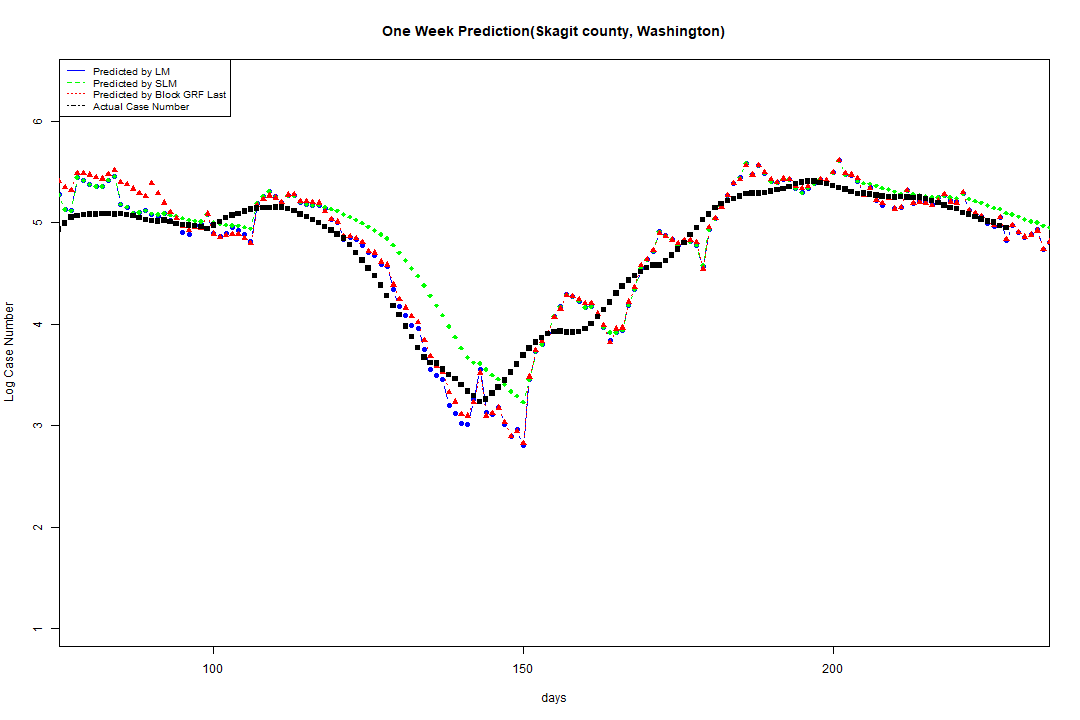 One Week Prediction(Skagit county, Washington)
Predicted by LM
Predicted by SLM
Predicted by Block GRF Last
Actual Case Number
6
5
4
3
2
1
Log Case Number
100 150 200
days